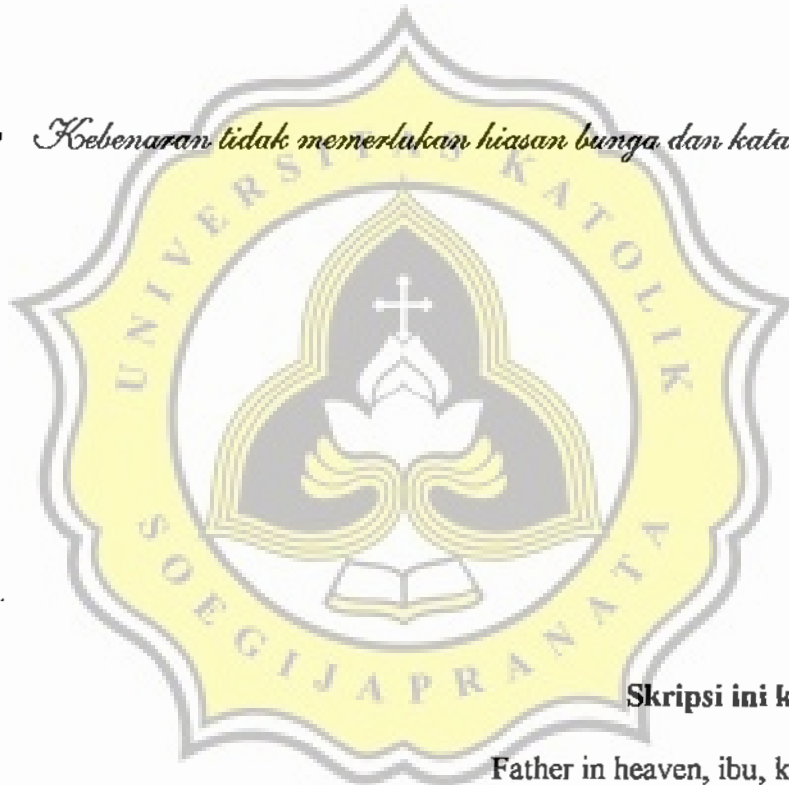 Kebenaran tidak memerlukan hiasan bunga dan kata
UNIVERSITAS KATOLIK
SOEGIJAPRANATA
Skripsi ini k
Father in heaven, ibu, k